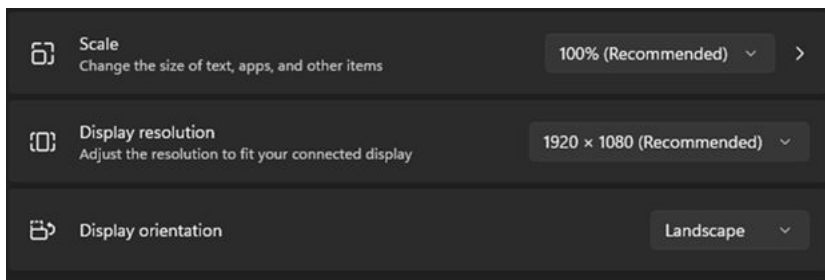 Scale
Change the size of text, apps, and other items
100% (Recommended)
Display resolution
Adjust the resolution to fit your connected display
1920 × 1080 (Recommended)
Display orientation
Landscape